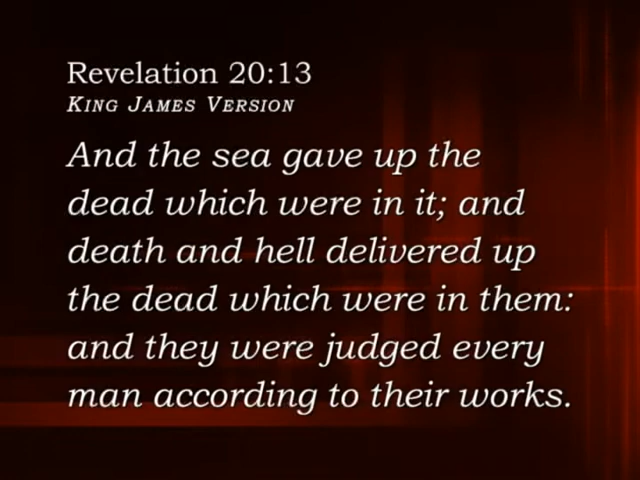 Revelation 20:13
King James Version
And the sea gave up the
dead which were in it; and
death and hell delivered up
the dead which were in them:
and they were judged every
man according to their works.